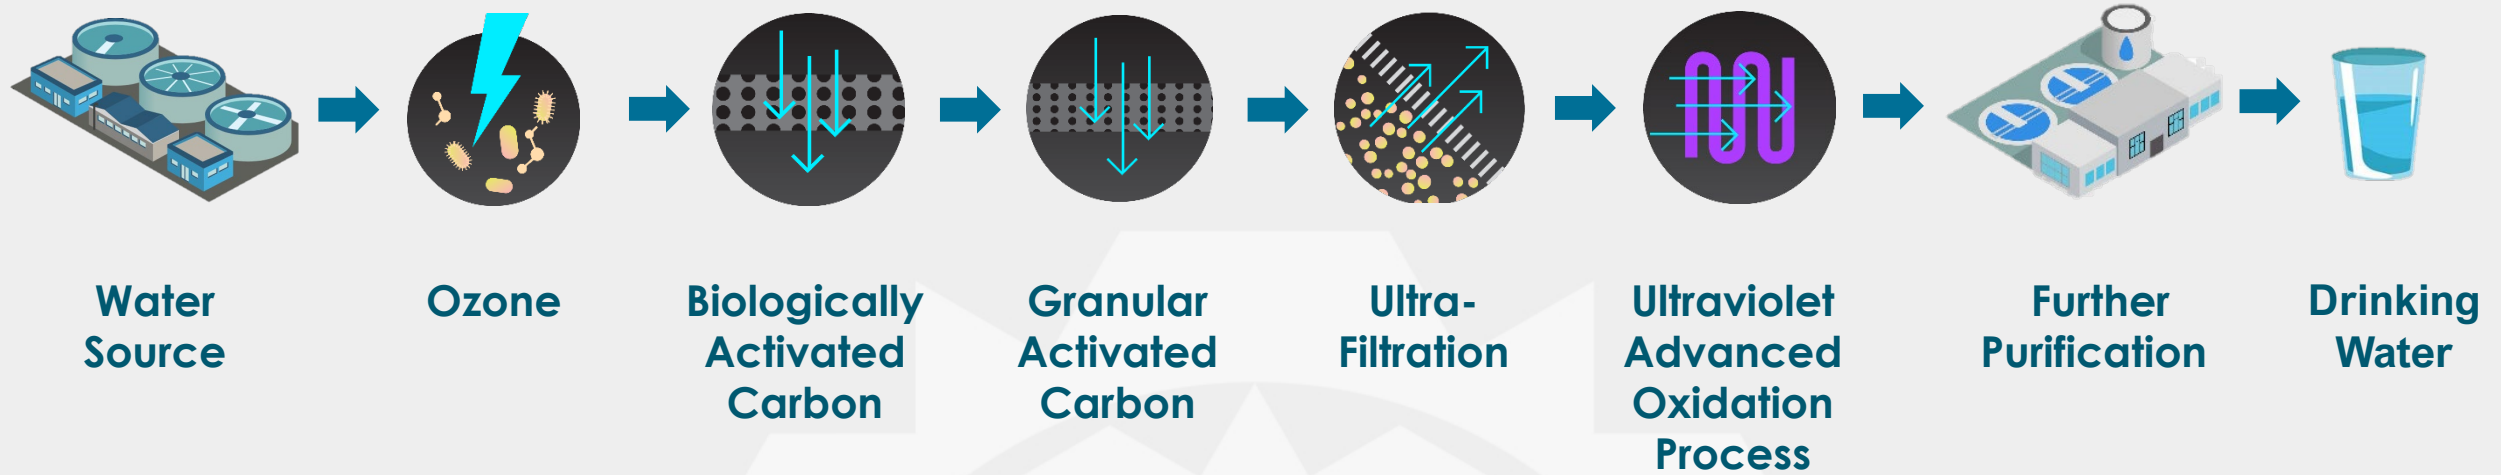 Water
Source
Ozone
Biologically
Activated
Carbon
Granular
Activated
Carbon
Ultra-
Filtration
Ultraviolet
Advanced
Oxidation
Process
Further
Purification
Drinking
Water